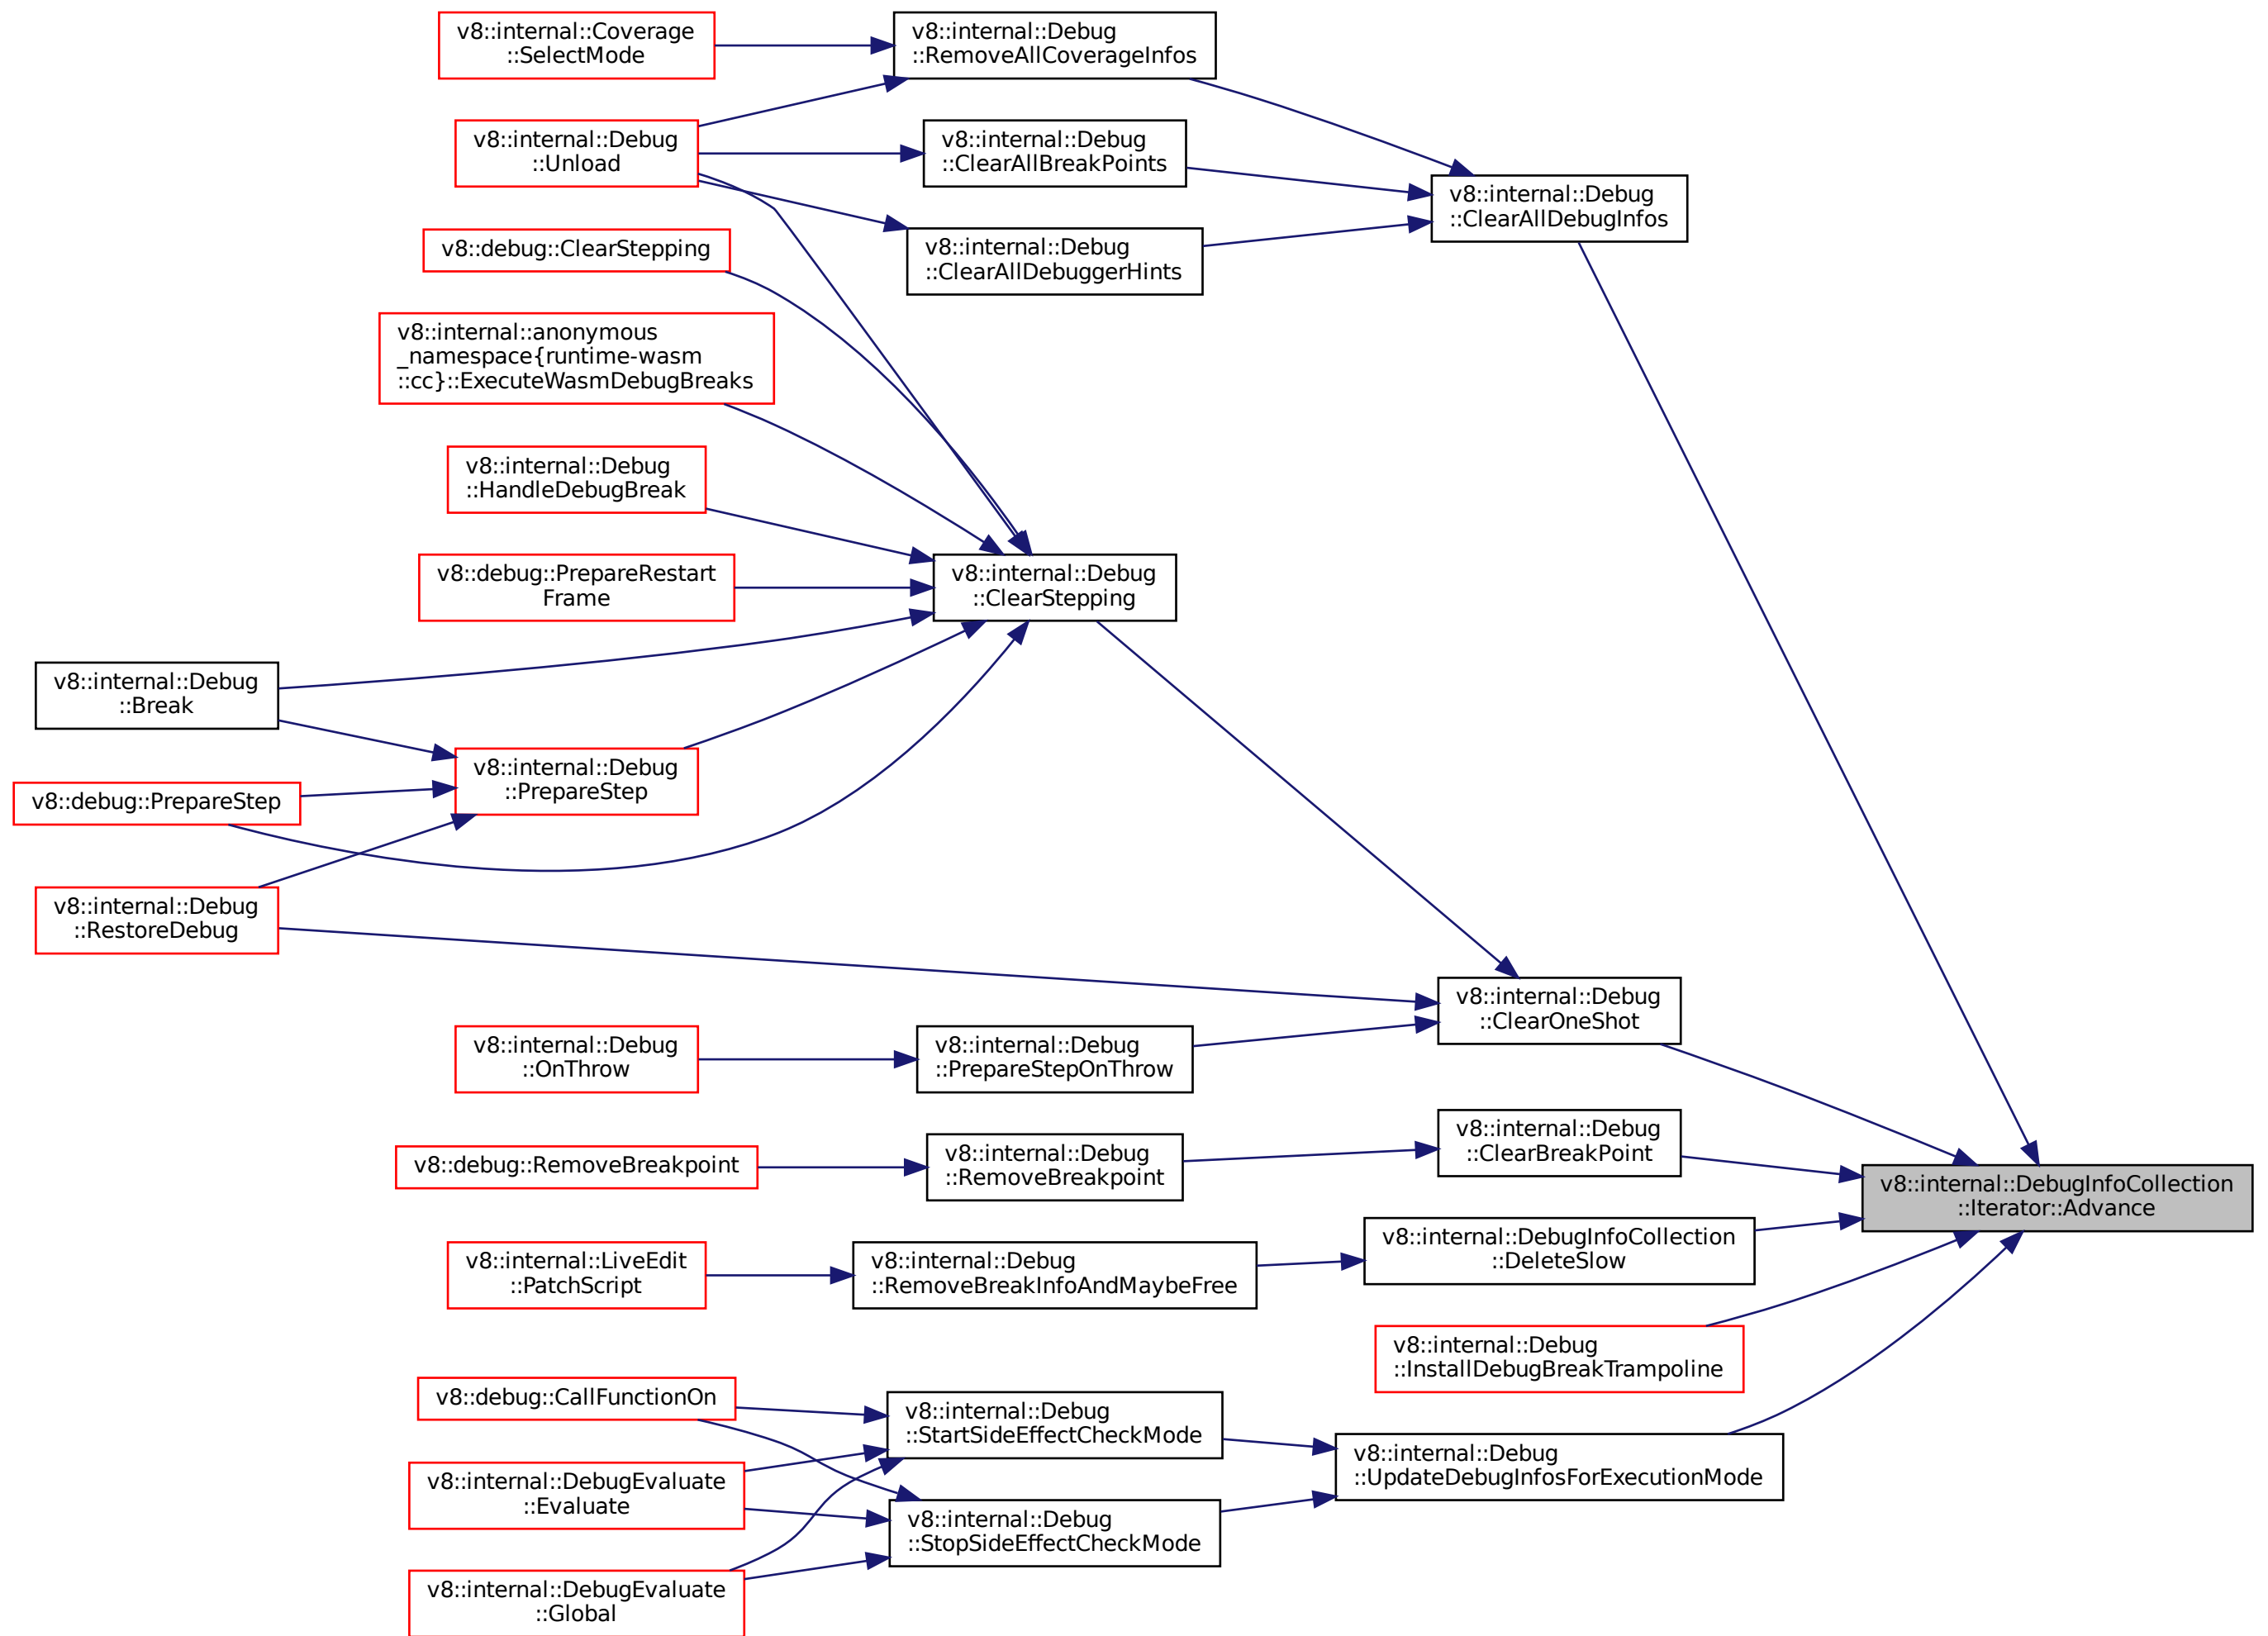 v8::internal::Coverage
::SelectMode
v8::internal::Debug
::RemoveAllCoverageInfos
v8::internal::Debug
::Unload
v8::internal::Debug
::ClearAllBreakPoints
v8::internal::Debug
::ClearAllDebugInfos
v8::debug::ClearStepping
v8::internal::Debug
::ClearAllDebuggerHints
v8::internal::anonymous
_namespace{runtime-wasm
::cc}::ExecuteWasmDebugBreaks
v8::internal::Debug
::HandleDebugBreak
v8::debug::PrepareRestart
Frame
v8::internal::Debug
::ClearStepping
v8::internal::Debug
::Break
v8::internal::Debug
::PrepareStep
v8::debug::PrepareStep
v8::internal::Debug
::RestoreDebug
v8::internal::Debug
::ClearOneShot
v8::internal::Debug
::OnThrow
v8::internal::Debug
::PrepareStepOnThrow
v8::internal::Debug
::ClearBreakPoint
v8::debug::RemoveBreakpoint
v8::internal::Debug
::RemoveBreakpoint
v8::internal::DebugInfoCollection
::Iterator::Advance
v8::internal::DebugInfoCollection
::DeleteSlow
v8::internal::LiveEdit
::PatchScript
v8::internal::Debug
::RemoveBreakInfoAndMaybeFree
v8::internal::Debug
::InstallDebugBreakTrampoline
v8::debug::CallFunctionOn
v8::internal::Debug
::StartSideEffectCheckMode
v8::internal::Debug
::UpdateDebugInfosForExecutionMode
v8::internal::DebugEvaluate
::Evaluate
v8::internal::Debug
::StopSideEffectCheckMode
v8::internal::DebugEvaluate
::Global